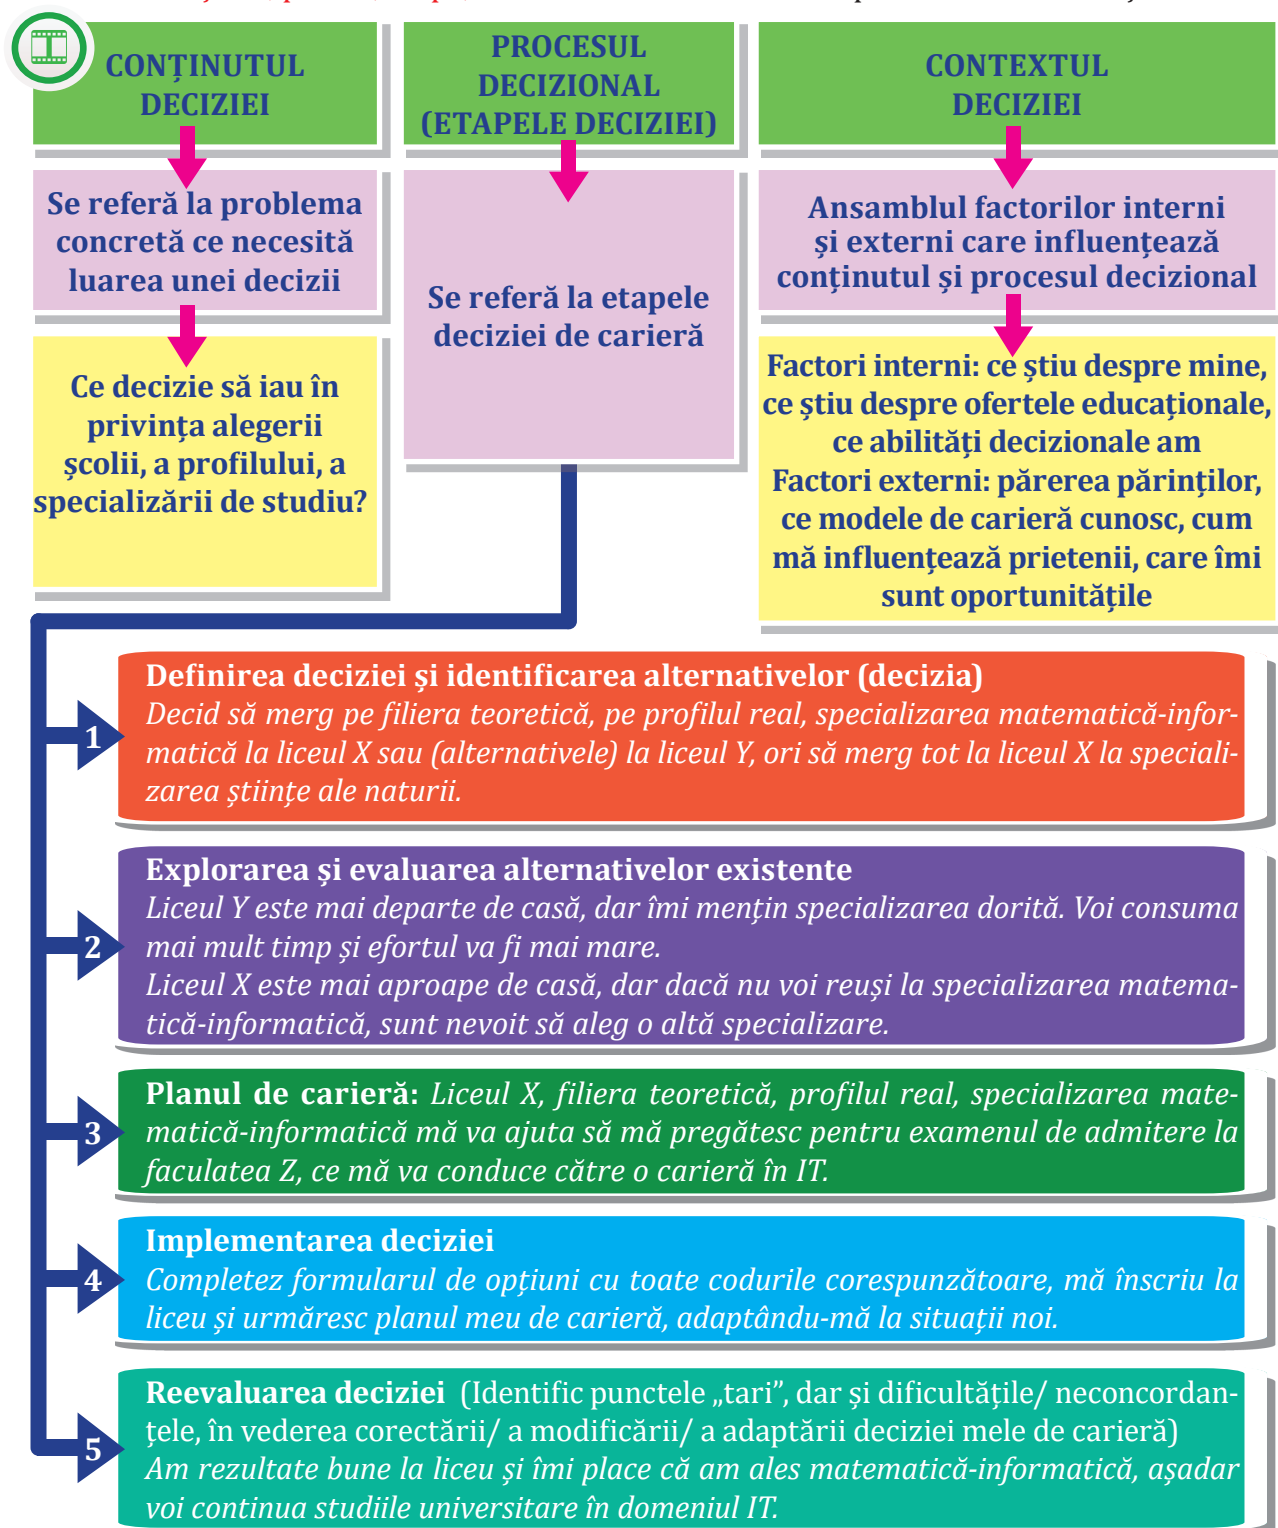 CONȚINUTUL
DECIZIEI
PROCESUL
DECIZIONAL
(ETAPELE DECIZIEI)
CONTEXTUL
DECIZIEI
Se referă la problema
concretă ce necesită
luarea unei decizii
Se referă la etapele
deciziei de carieră
Ansamblul factorilor interni
și externi care influențează
conținutul și procesul decizional
Ce decizie să iau în
privința alegerii
școlii, a profilului, a
specializării de studiu?
Factori interni: ce știu despre mine,
ce știu despre ofertele educaționale,
ce abilități decizionale am
Factori externi: părerea părinților,
ce modele de carieră cunosc, cum
mă influențează prietenii, care îmi
sunt oportunitățile
1
Definirea deciziei și identificarea alternativelor (decizia)
Decid să merg pe filiera teoretică, pe profilul real, specializarea matematică-infor-
matică la liceul X sau (alternativele) la liceul Y, ori să merg tot la liceul X la speciali-
zarea științe ale naturii.
2
Explorarea și evaluarea alternativelor existente
Liceul Y este mai departe de casă, dar îmi mențin specializarea dorită. Voi consuma
mai mult timp și efortul va fi mai mare.
Liceul X este mai aproape de casă, dar dacă nu voi reuși la specializarea matema-
tică-informatică, sunt nevoit să aleg o altă specializare.
3
Planul de carieră: Liceul X, filiera teoretică, profilul real, specializarea mate-
matică-informatică mă va ajuta să mă pregătesc pentru examenul de admitere la
faculatea Z, ce mă va conduce către o carieră în IT.
4
Implementarea deciziei
Completez formularul de opțiuni cu toate codurile corespunzătoare, mă înscriu la
liceu și urmăresc planul meu de carieră, adaptându-mă la situații noi.
5
Reevaluarea deciziei (Identific punctele „tari”, dar și dificultățile/ neconcordan-
țele, în vederea corectării/ a modificării/ a adaptării deciziei mele de carieră)
Am rezultate bune la liceu și îmi place că am ales matematică-informatică, așadar
voi continua studiile universitare în domeniul IT.